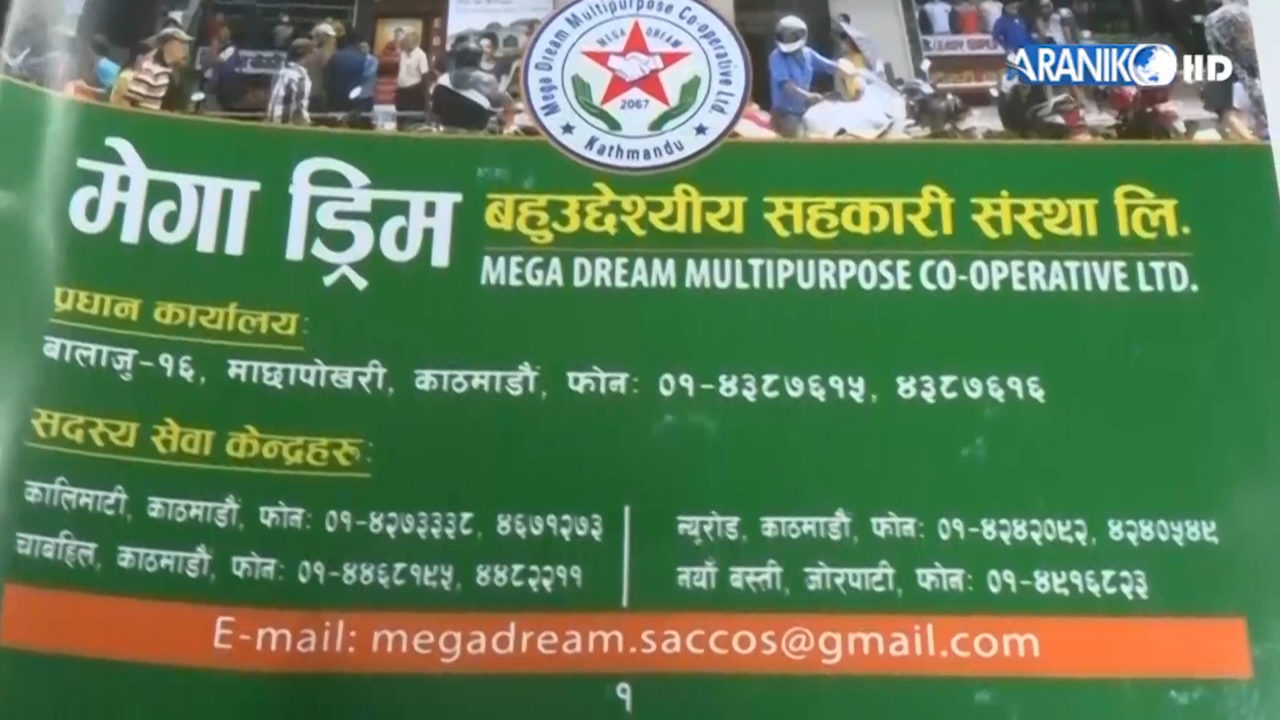 Mega Dream Multipurpose Co-operative Ltd.
MEGA DREAM
2067
Kathmandu
ARANIKO HD
मेगा ड्रिम बहुउद्देश्यीय सहकारी संस्था लि.
MEGA DREAM MULTIPURPOSE CO-OPERATIVE LTD.
प्रधान कार्यालय:
बालाजु-१६, माछापोखरी, काठमाडौं, फोन: ०१-४३८७६१५, ४३८७६१६
सदस्य सेवा केन्द्रहरु:
कालिमाटी, काठमाडौं, फोन: ०१-४२७३३३८, ४६७१२७३
न्यूरोड, काठमाडौं, फोन: ०१-४२४२०९२, ४२४०५४९
चावहिल, काठमाडौं, फोन: ०१-४४६८१९५, ४४८२२११
नयाँ बस्ती, जोरपाटी, फोन: ०१-४९१६८२३
E-mail: megadream.saccos@gmail.com
१